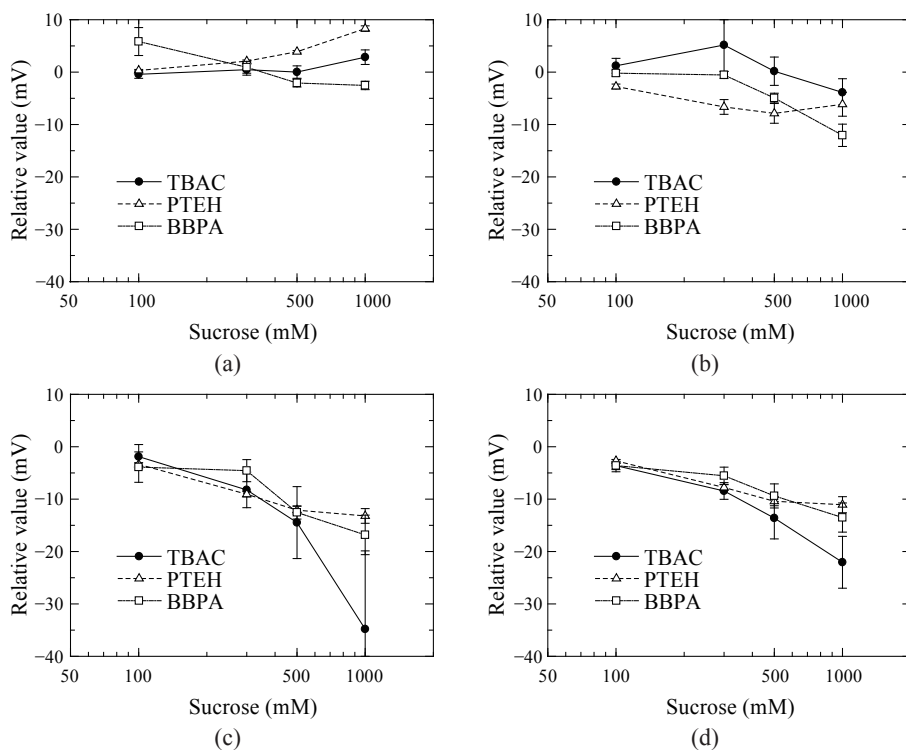 10
0
−10
−20
−30
−40
Relative value (mV)
TBAC
PTEH
BBPA
50
100
500
1000
Sucrose (mM)
(a)
10
0
−10
−20
−30
−40
Relative value (mV)
TBAC
PTEH
BBPA
50
100
500
1000
Sucrose (mM)
(b)
10
0
−10
−20
−30
−40
Relative value (mV)
TBAC
PTEH
BBPA
50
100
500
1000
Sucrose (mM)
(c)
10
0
−10
−20
−30
−40
Relative value (mV)
TBAC
PTEH
BBPA
50
100
500
1000
Sucrose (mM)
(d)